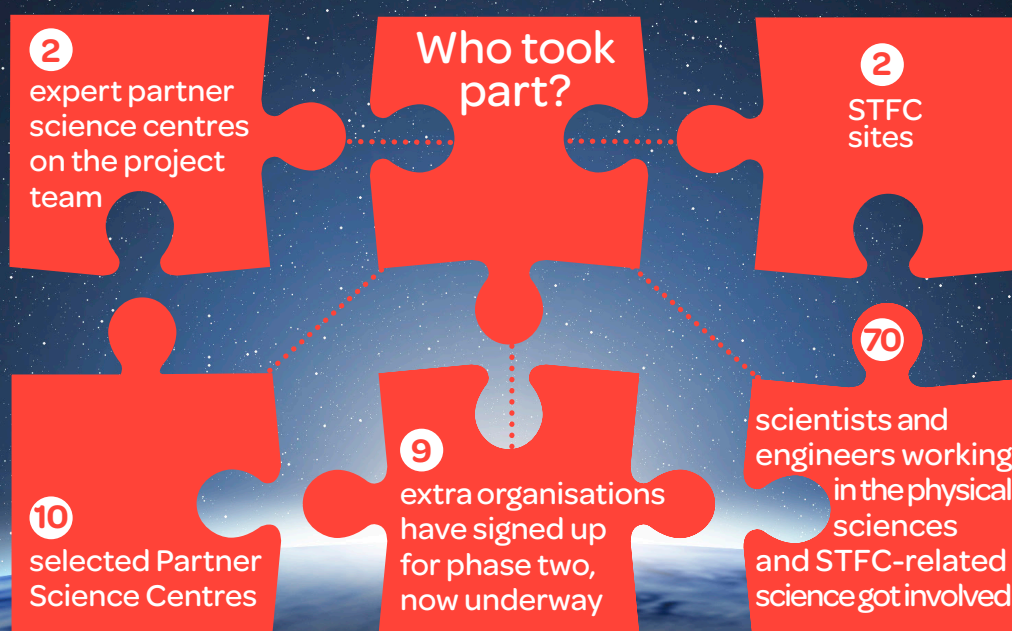 2
expert partner
science centres
on the project
team
Who took
part?
2
STFC
sites
10
selected Partner
Science Centres
9
extra organisations
have signed up
for phase two,
now underway
70
scientists and
engineers working
in the physical
sciences
and STFC-related
science got involved